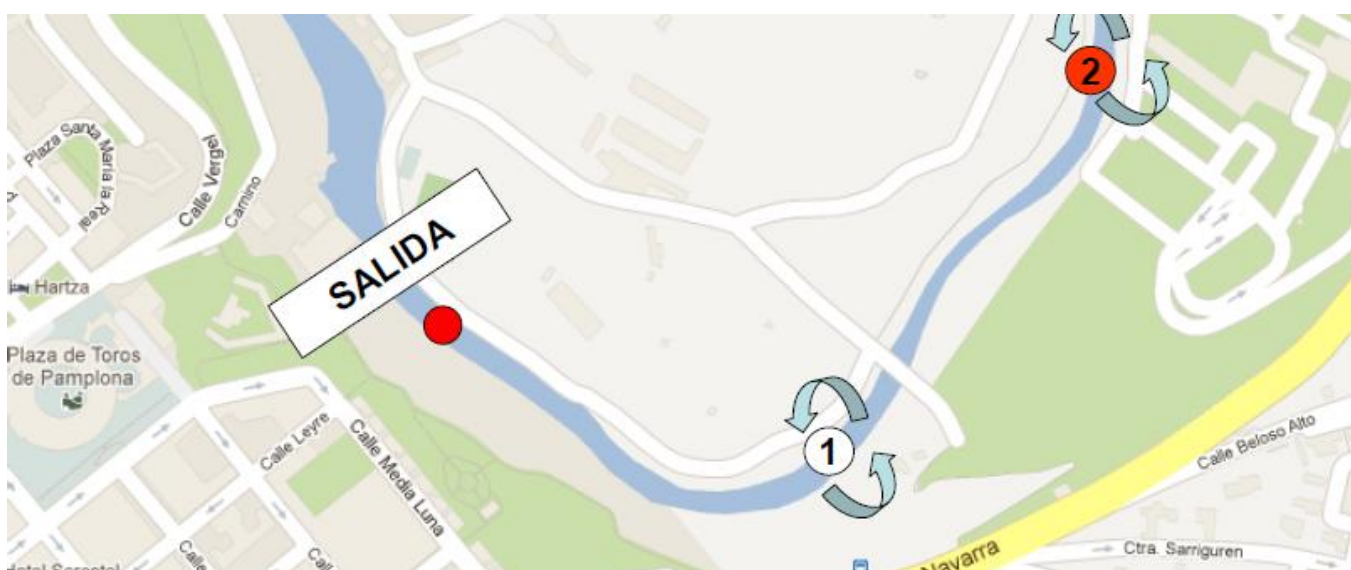 2
Plaza Santa María la Real
Calle Vergel
Camino
SALIDA
Hartza
Plaza de Toros
de Pamplona
Calle Leyre
Calle Media Luna
1
Calle Beloso Alto
Ctra. Sarriguren
Navarra